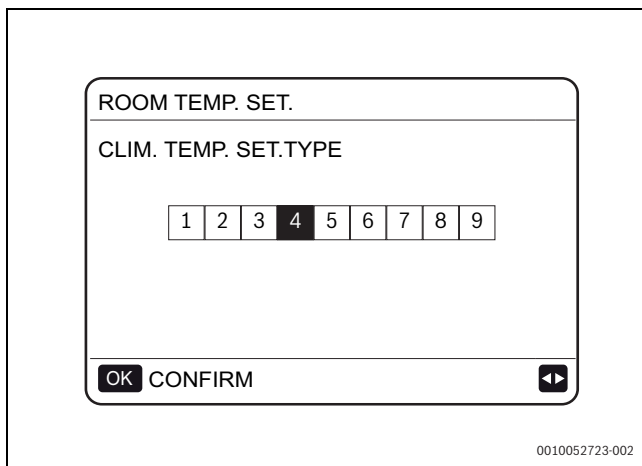 ROOM TEMP. SET.
CLIM. TEMP. SET.TYPE
1 2 3 4 5 6 7 8 9
OK CONFIRM
0010052723-002